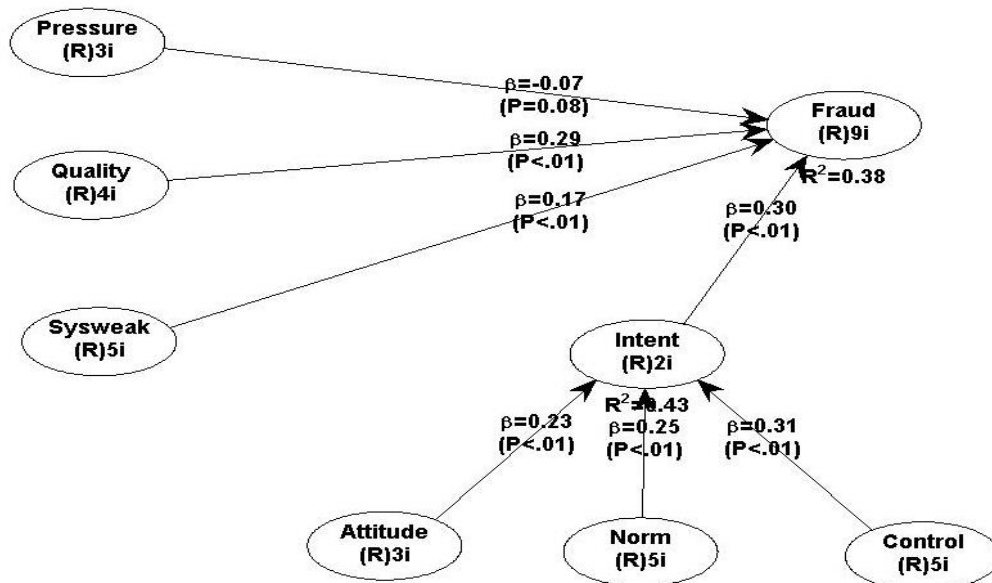 Pressure
(R)3i
β=-0.07
(P=0.08)
Fraud
(R)9i
R²=0.38
Quality
(R)4i
β=0.29
(P<.01)
β=0.17
(P<.01)
β=0.30
(P<.01)
Sysweak
(R)5i
Intent
(R)2i
R²=0.43
β=0.23
(P<.01)
β=0.25
(P<.01)
β=0.31
(P<.01)
Attitude
(R)3i
Norm
(R)5i
Control
(R)5i